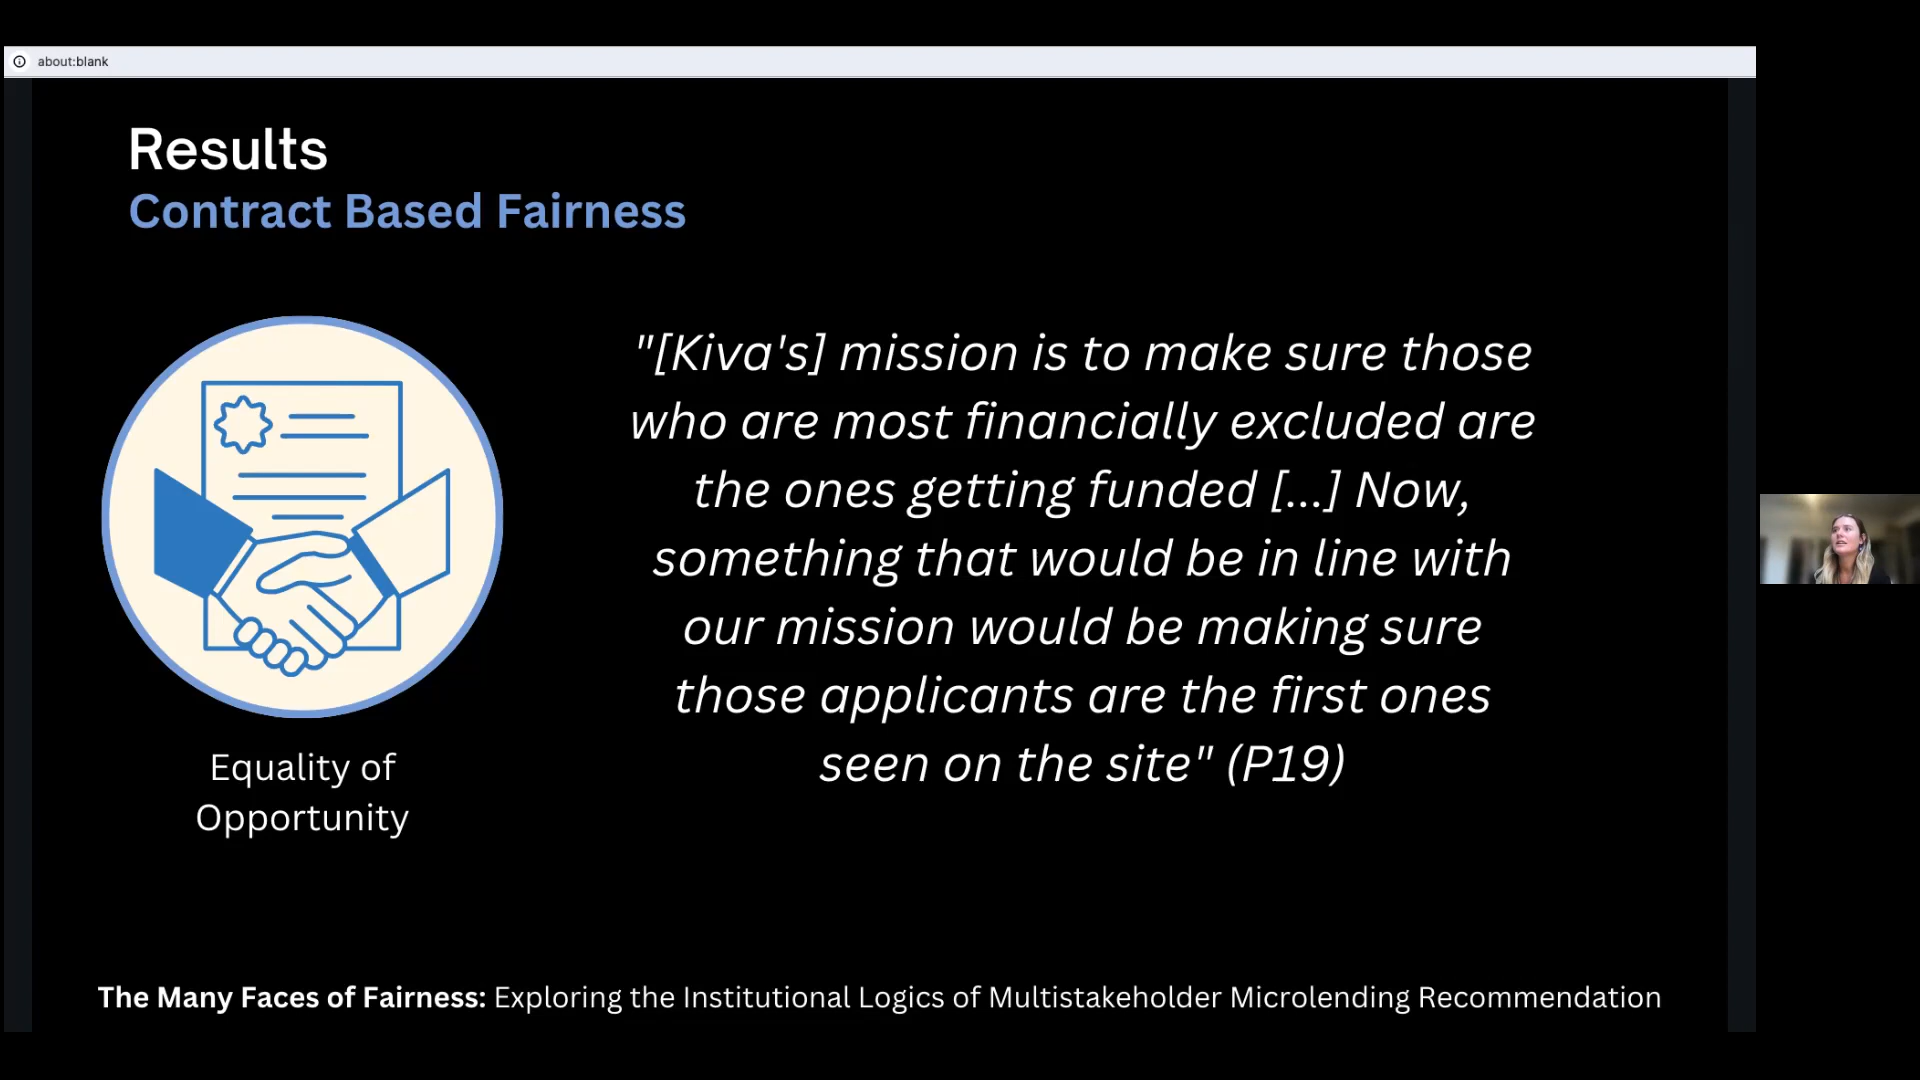 about:blank
Results
Contract Based Fairness
"[Kiva's] mission is to make sure those
who are most financially excluded are
the ones getting funded [...] Now,
something that would be in line with
our mission would be making sure
those applicants are the first ones
seen on the site" (P19)
Equality of
Opportunity
The Many Faces of Fairness: Exploring the Institutional Logics of Multistakeholder Microlending Recommendation